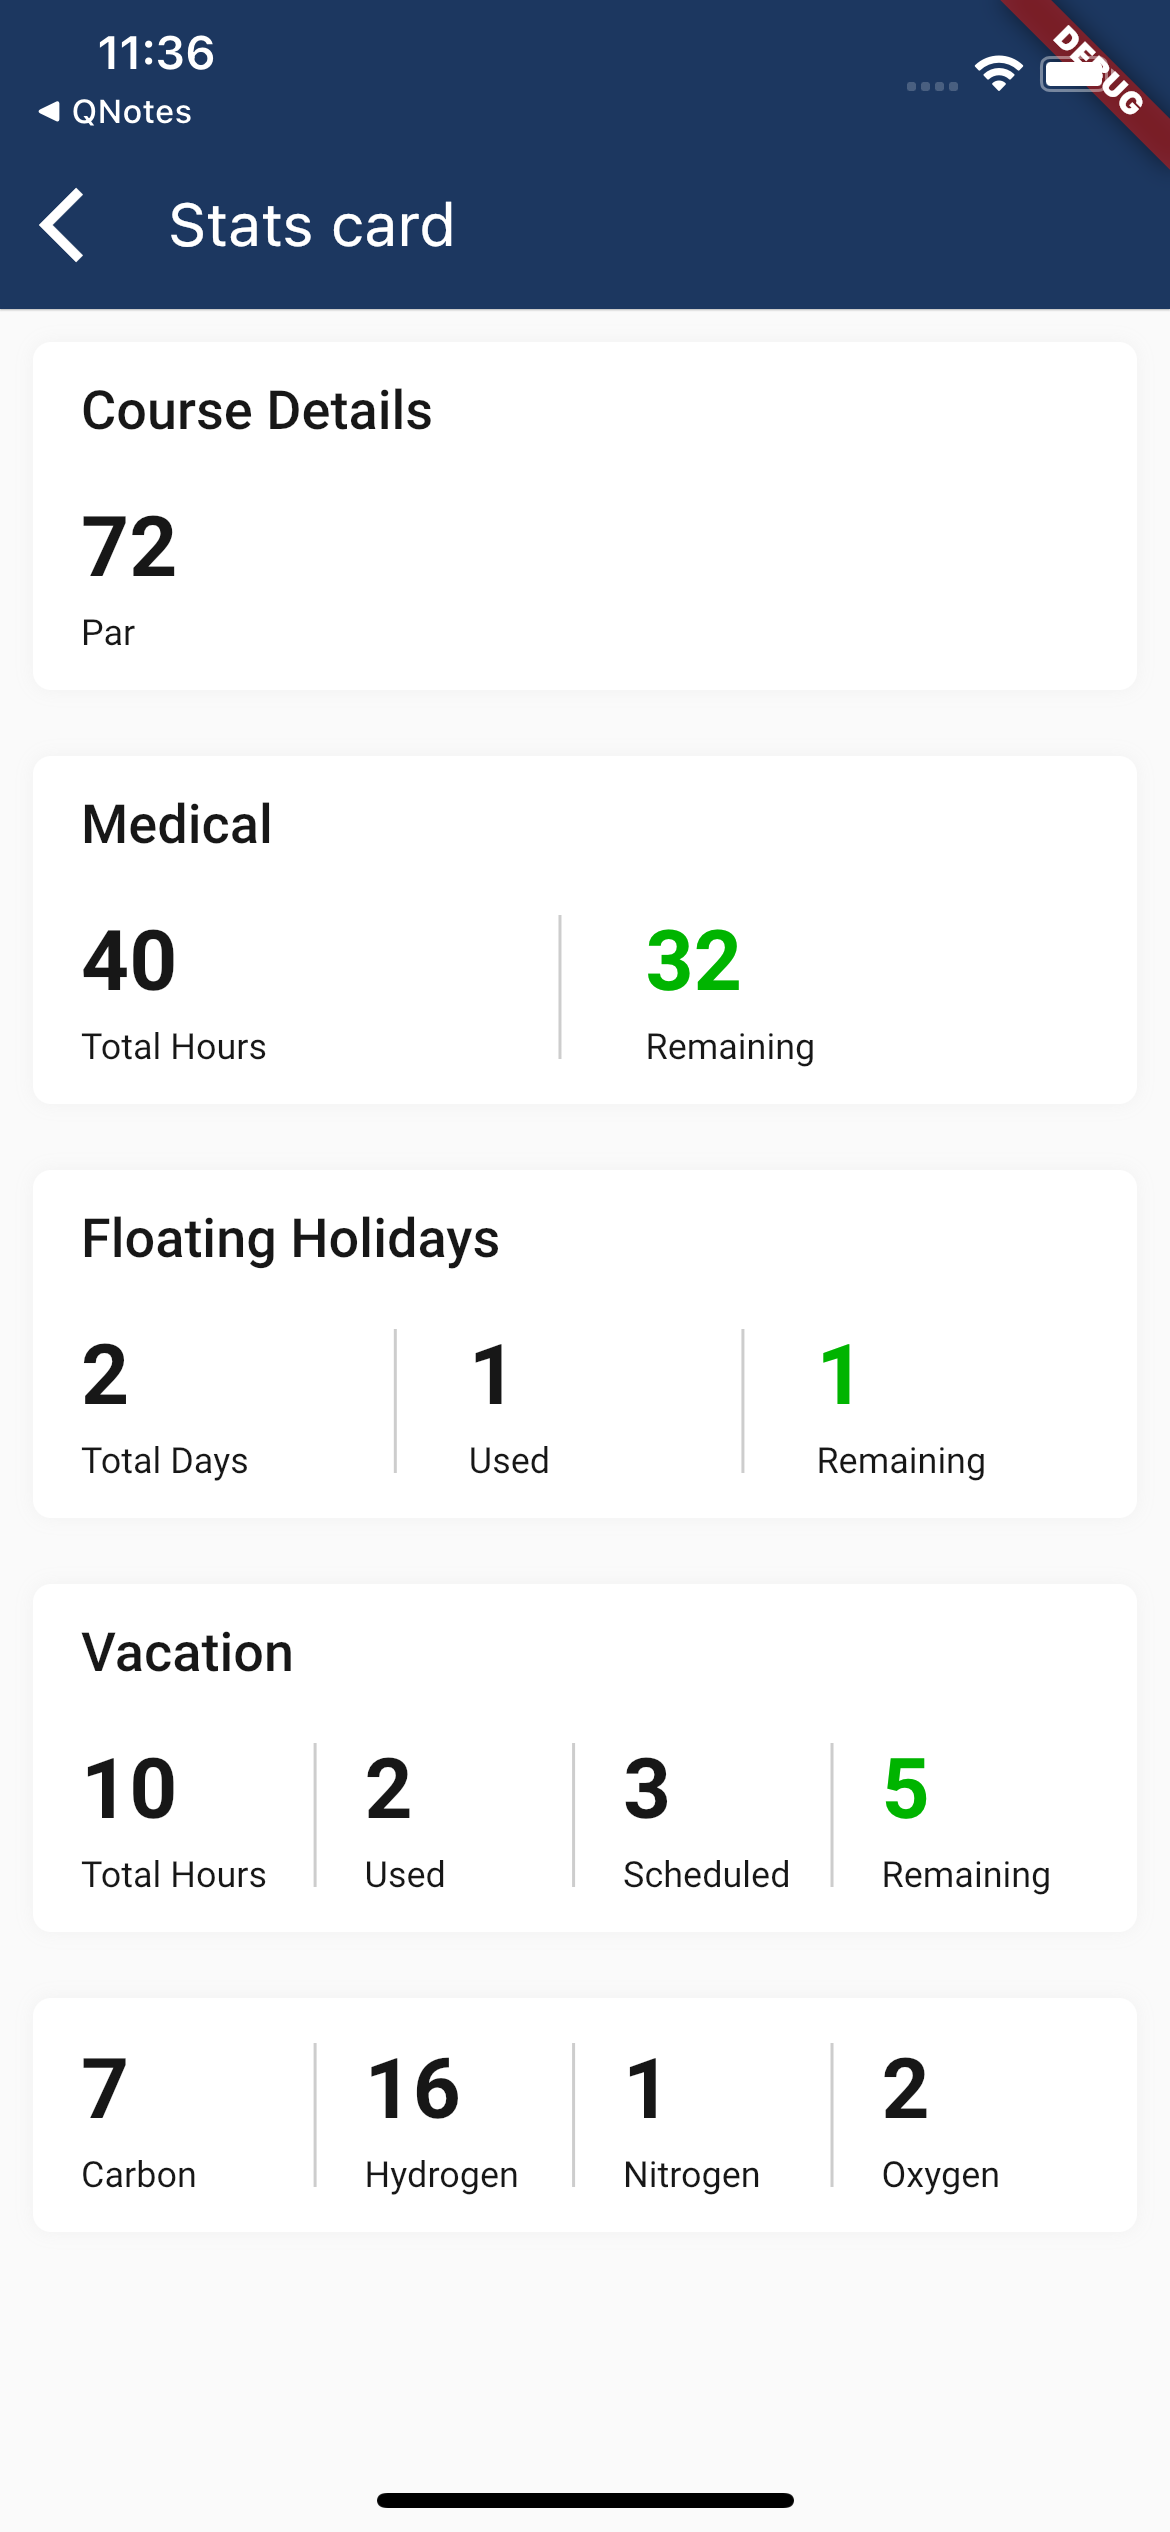 11:36
◀ QNotes
DEBUG
Stats card
Course Details
72
Par
Medical
40 32
Total Hours Remaining
Floating Holidays
2 1 1
Total Days Used Remaining
Vacation
10 2 3 5
Total Hours Used Scheduled Remaining
7 16 1 2
Carbon Hydrogen Nitrogen Oxygen